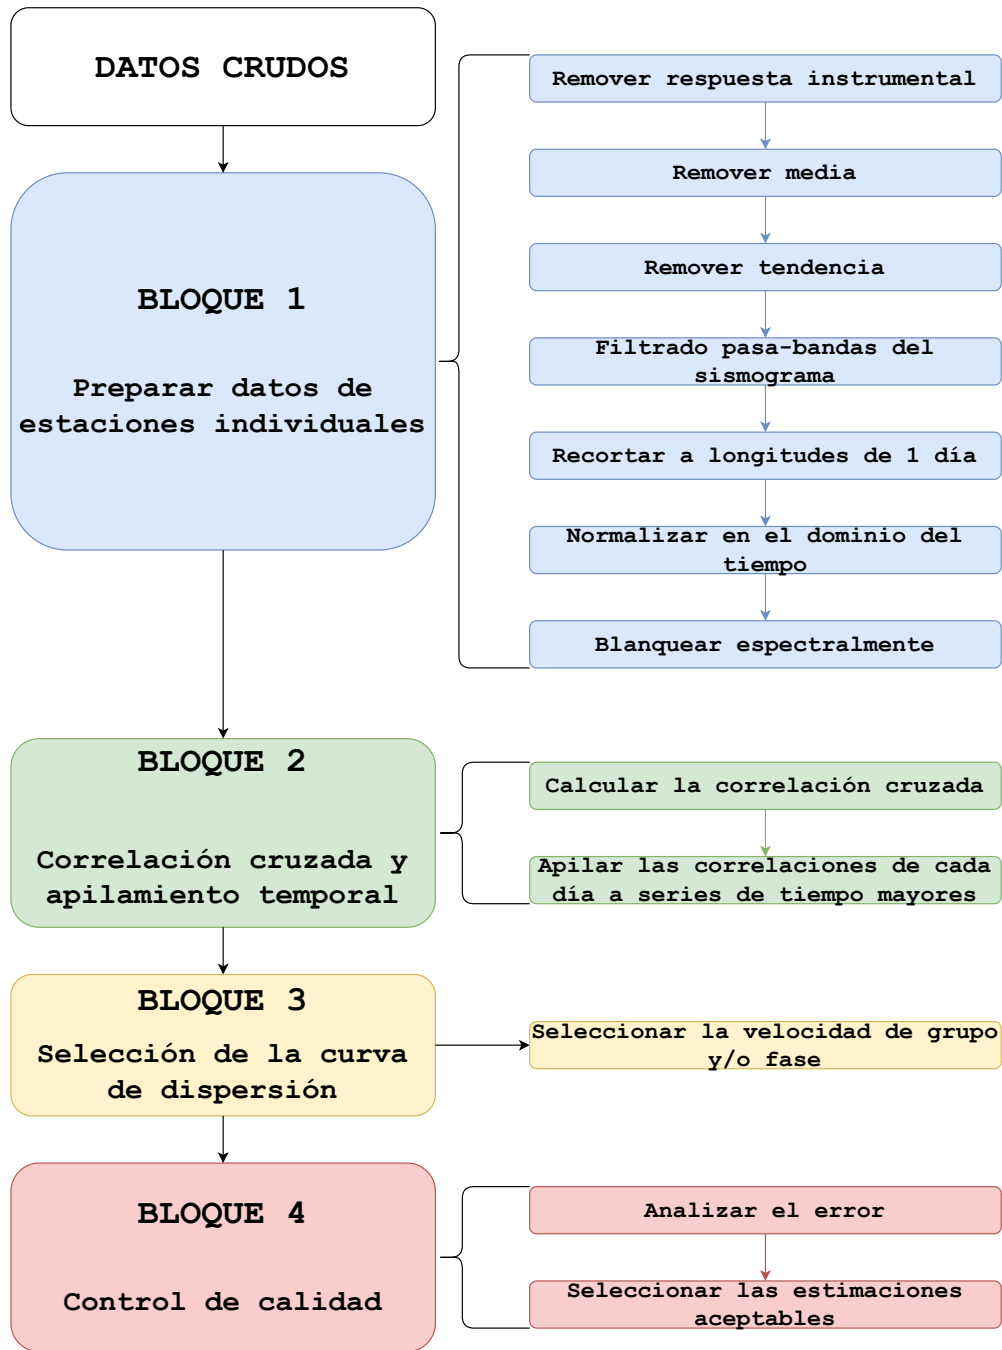 DATOS CRUDOS
BLOQUE 1
Preparar datos de
estaciones individuales
Remover respuesta instrumental
Remover media
Remover tendencia
Filtrado pasa-bandas del
sismograma
Recortar a longitudes de 1 día
Normalizar en el dominio del
tiempo
Blanquear espectralmente
BLOQUE 2
Correlación cruzada y
apilamiento temporal
Calcular la correlación cruzada
Apilar las correlaciones de cada
día a series de tiempo mayores
BLOQUE 3
Selección de la curva
de dispersión
Seleccionar la velocidad de grupo
y/o fase
BLOQUE 4
Control de calidad
Analizar el error
Seleccionar las estimaciones
aceptables